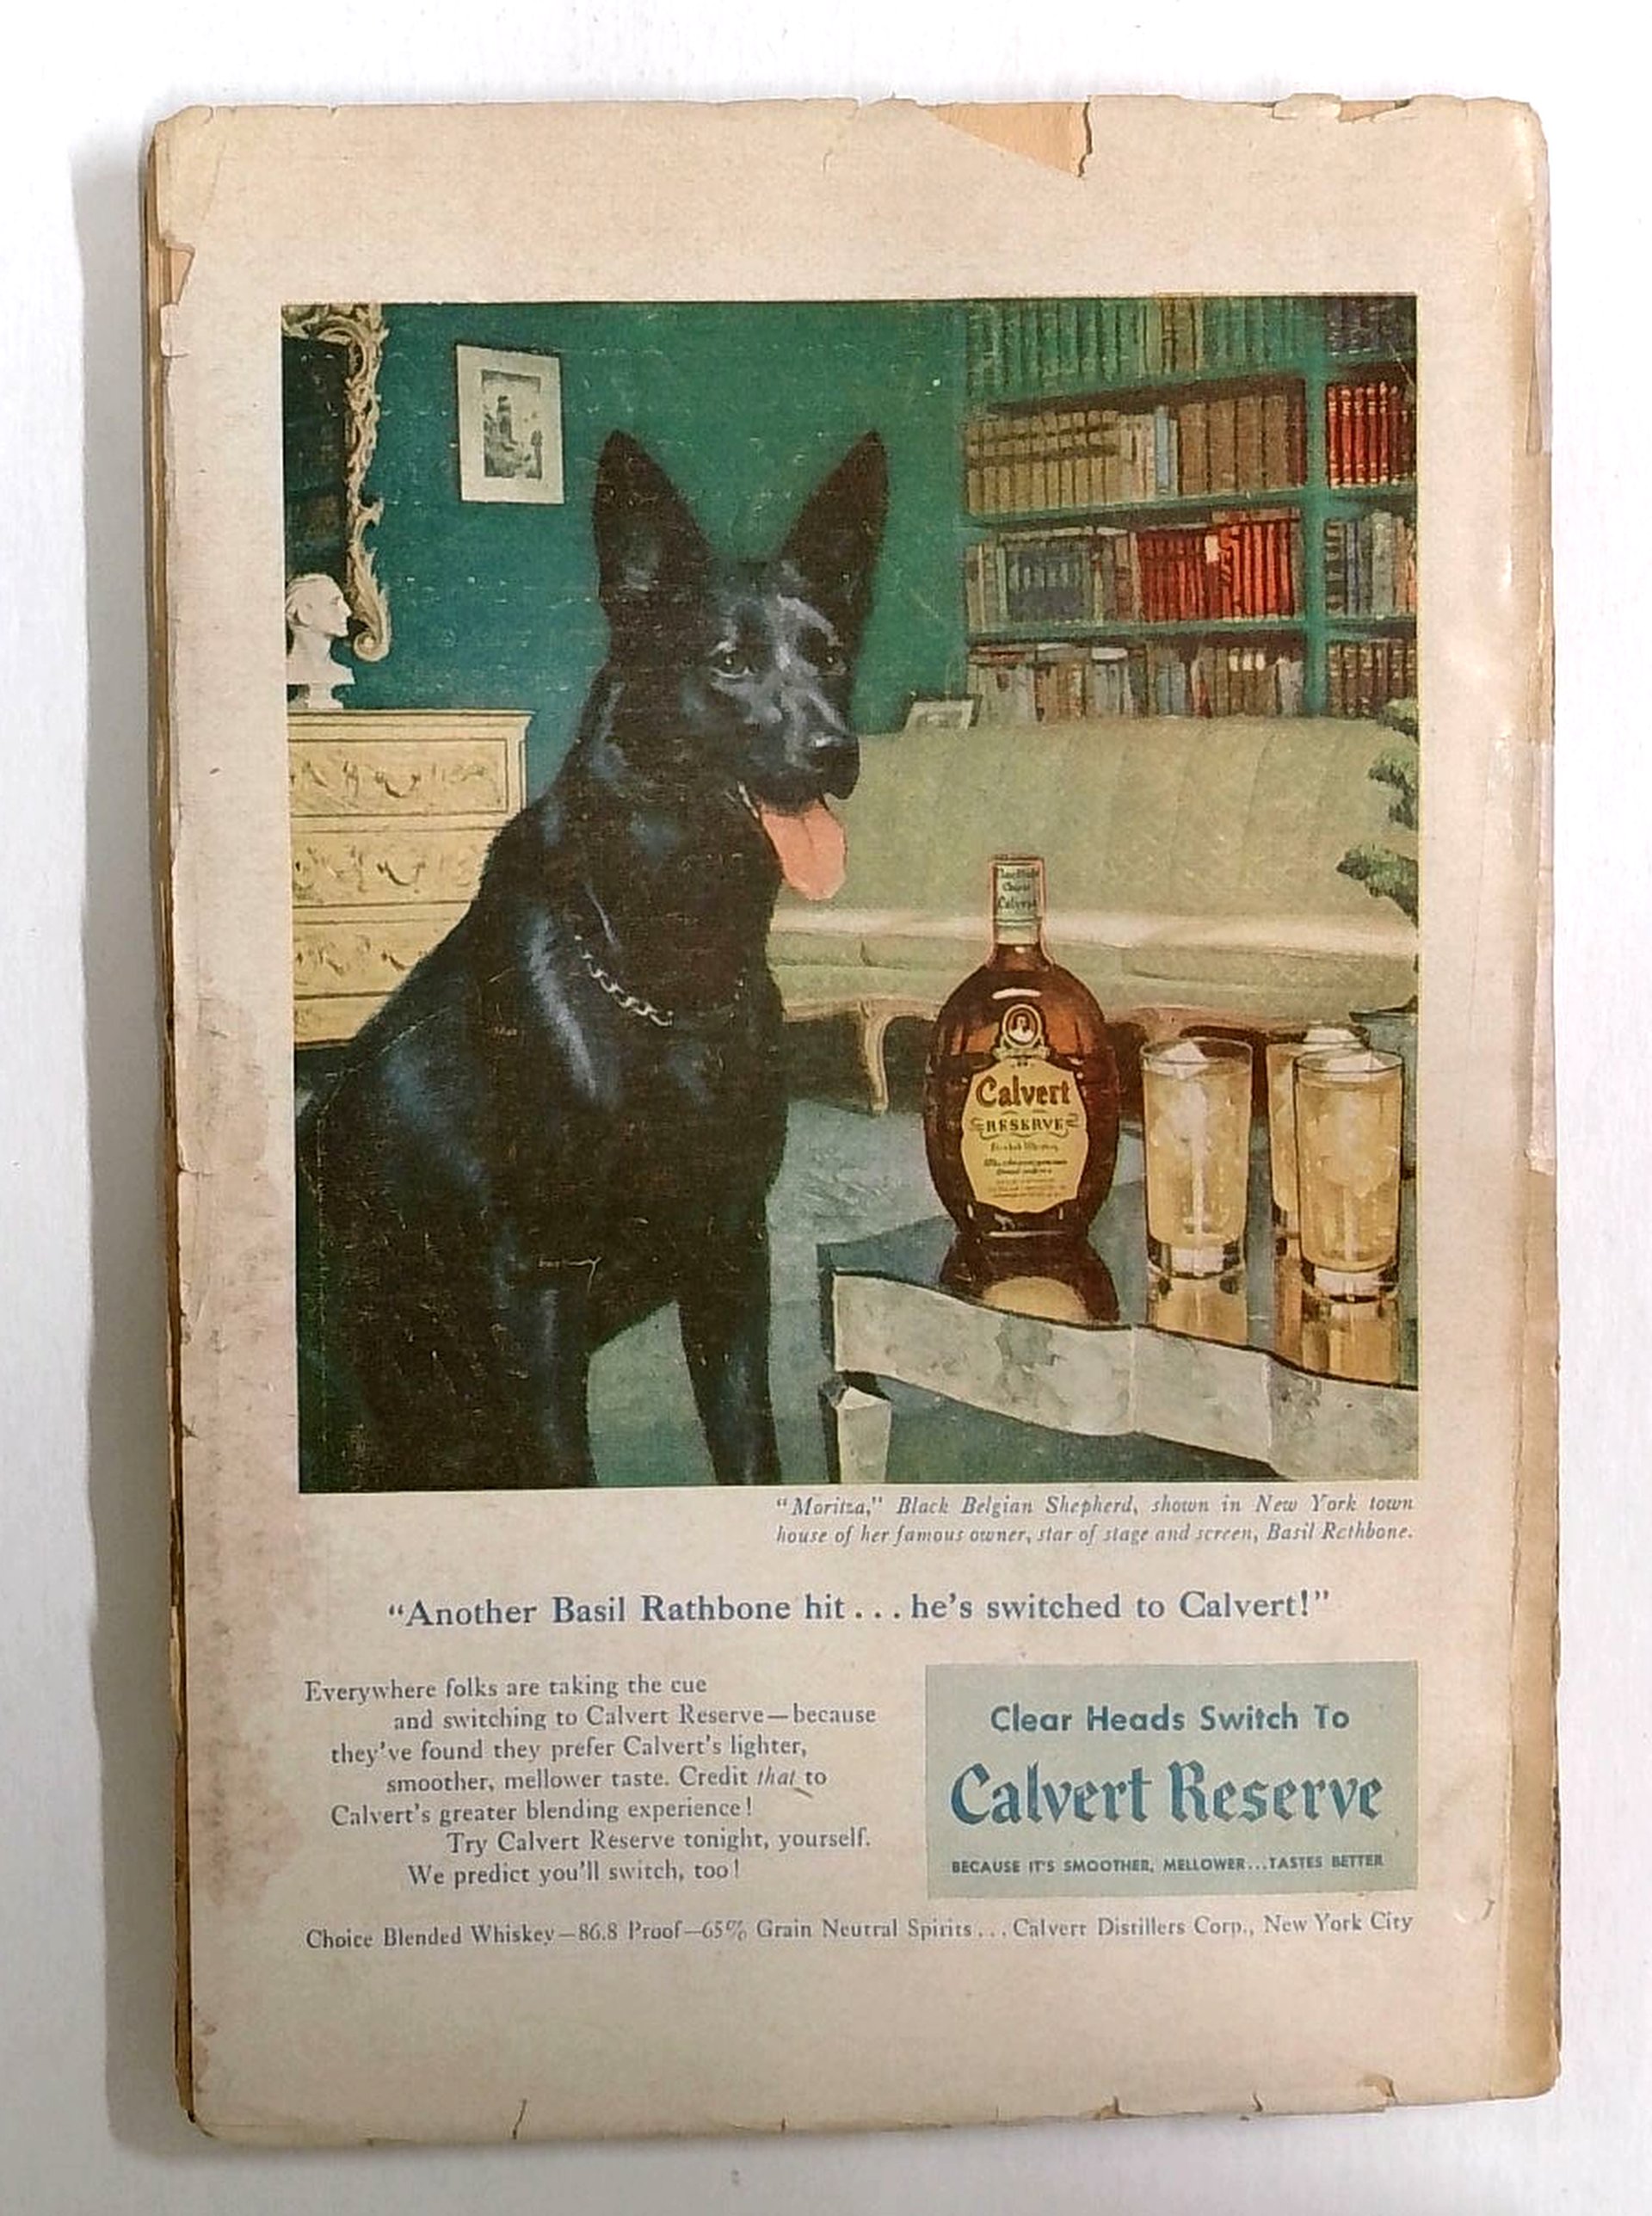 Calvert
Calvert
RESERVE
"Moritza," Black Belgian Shepherd, shown in New York town
house of her famous owner, star of stage and screen, Basil Rathbone.
“Another Basil Rathbone hit... he's switched to Calvert!”
Everywhere folks are taking the cue
and switching to Calvert Reserve—because
they've found they prefer Calvert's lighter,
smoother, mellower taste. Credit that to
Calvert's greater blending experience!
Try Calvert Reserve tonight, yourself.
We predict you'll switch, too!
Clear Heads Switch To
Calvert Reserve
BECAUSE IT'S SMOOTHER, MELLOWER...TASTES BETTER
Choice Blended Whiskey—86.8 Proof—65% Grain Neutral Spirits... Calvert Distillers Corp., New York City